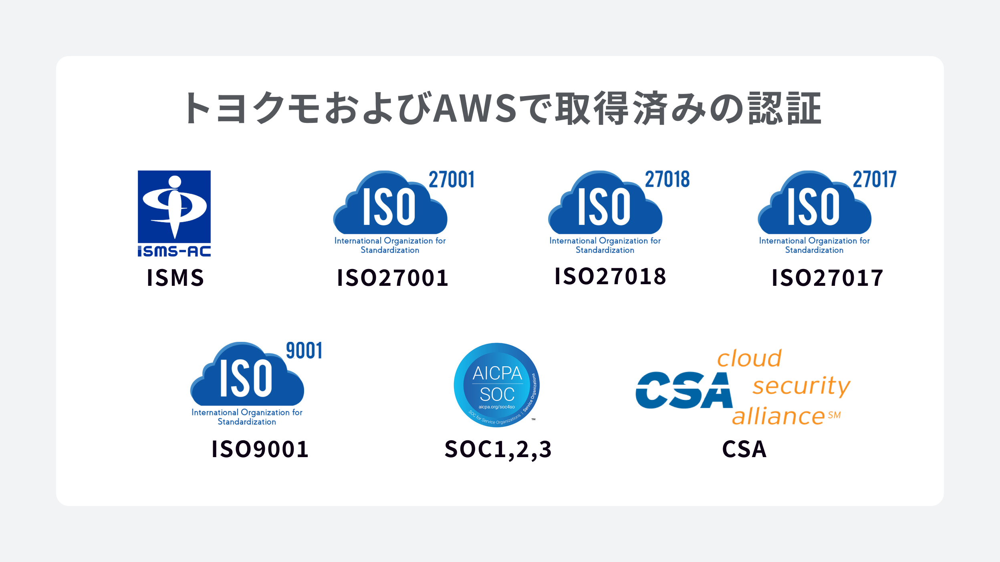 トヨクモおよびAWSで取得済みの認証
iSMS-AC
ISMS
27001
ISO
International Organization for
Standardization
ISO27001
27018
ISO
International Organization for
Standardization
ISO27018
27017
ISO
International Organization for
Standardization
ISO27017
9001
ISO
International Organization for
Standardization
ISO9001
AICPA
SOC
aicpa.org/soc4so
SOC for Service Organizations | Service Organizations
TM
SOC1,2,3
CSA
cloud
security
alliance SM
CSA